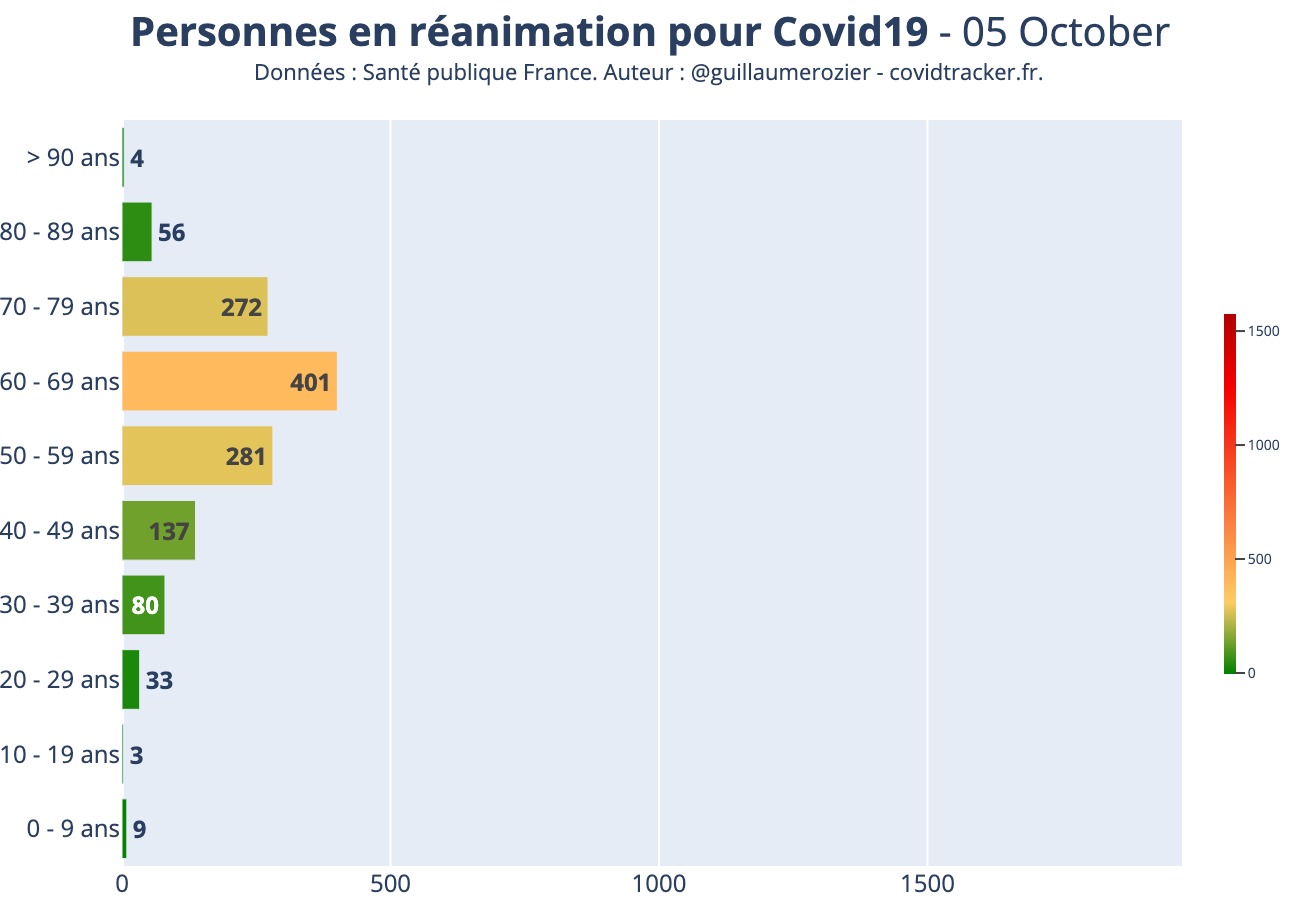 Personnes en réanimation pour Covid19 - 05 October
Données : Santé publique France. Auteur : @guillaumerozier - covidtracker.fr.
> 90 ans 4
80 - 89 ans 56
70 - 79 ans 272
60 - 69 ans 401
50 - 59 ans 281
40 - 49 ans 137
30 - 39 ans 80
20 - 29 ans 33
10 - 19 ans 3
0 - 9 ans 9
0 500 1000 1500
1500
1000
500
0